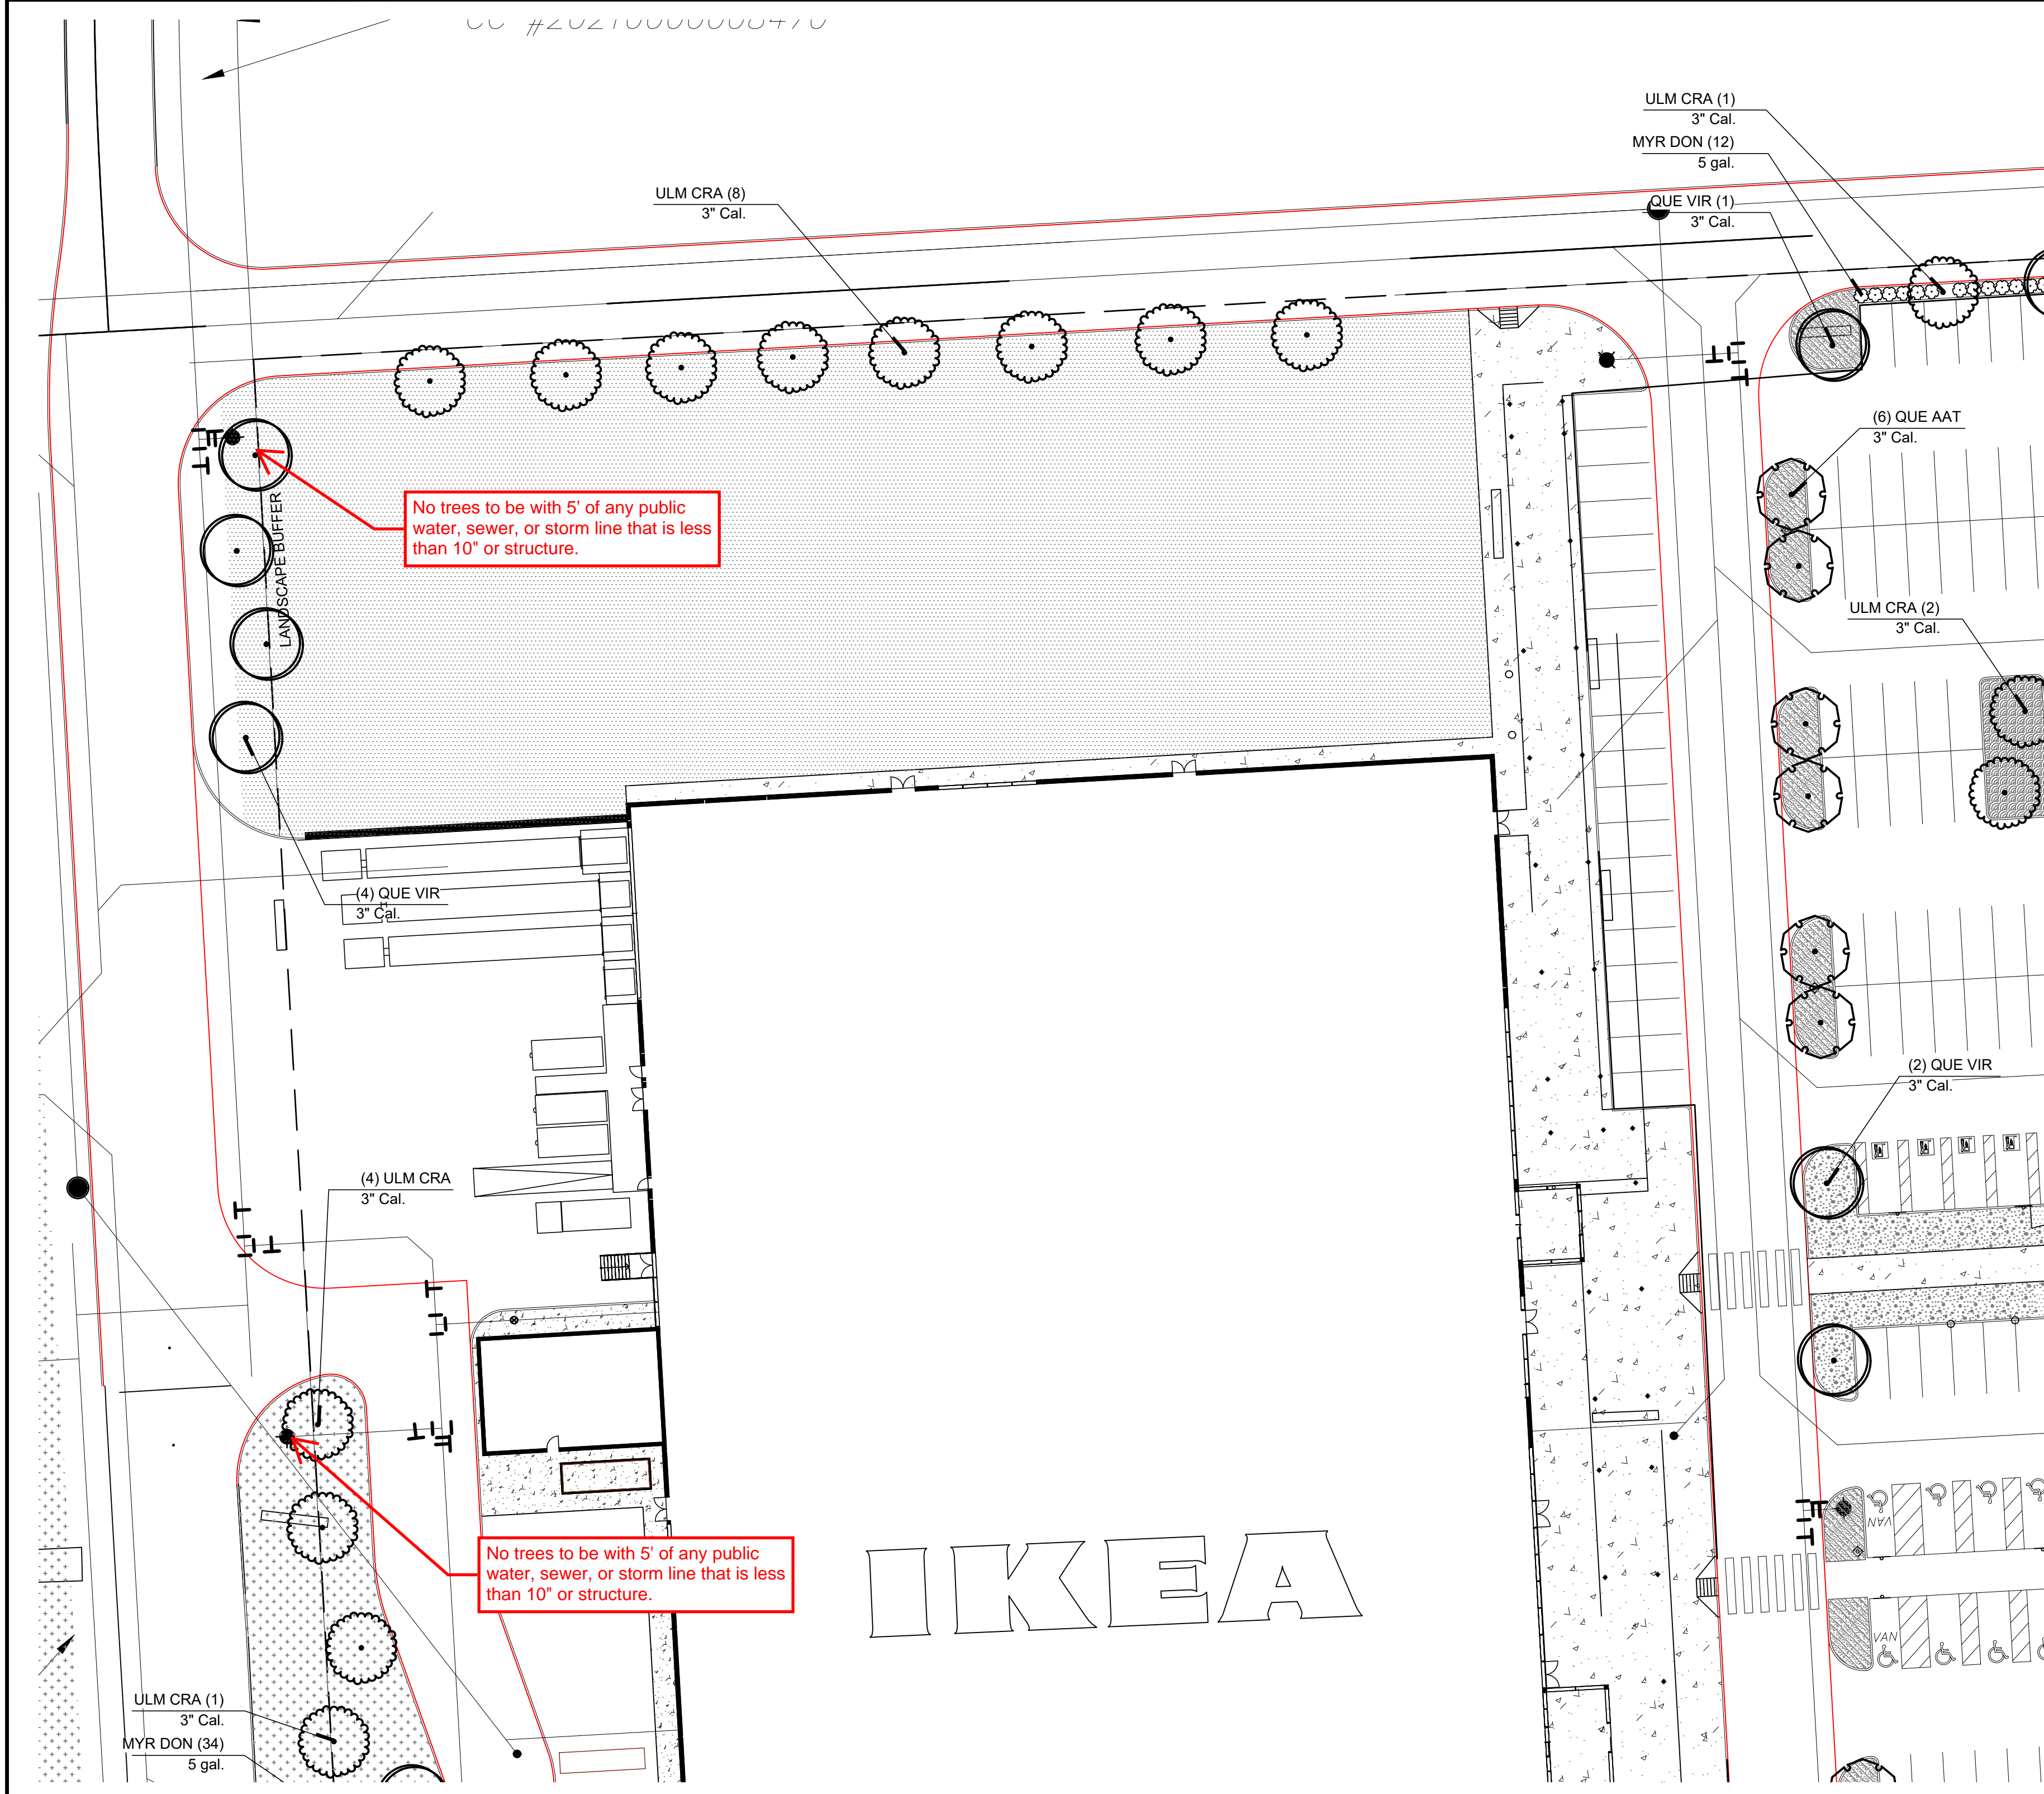 ULM CRA (1)
3" Cal.
MYR DON (12)
5 gal.
QUE VIR (1)
3" Cal.
ULM CRA (8)
3" Cal.
(6) QUE AAT
3" Cal.
No trees to be with 5' of any public
water, sewer, or storm line that is less
than 10" or structure.
LANDSCAPE BUFFER
ULM CRA (2)
3" Cal.
(4) QUE VIR
3" Cal.
(2) QUE VIR
3" Cal.
(4) ULM CRA
3" Cal.
No trees to be with 5' of any public
water, sewer, or storm line that is less
than 10" or structure.
IKEA
VAN
VAN
ULM CRA (1)
3" Cal.
MYR DON (34)
5 gal.